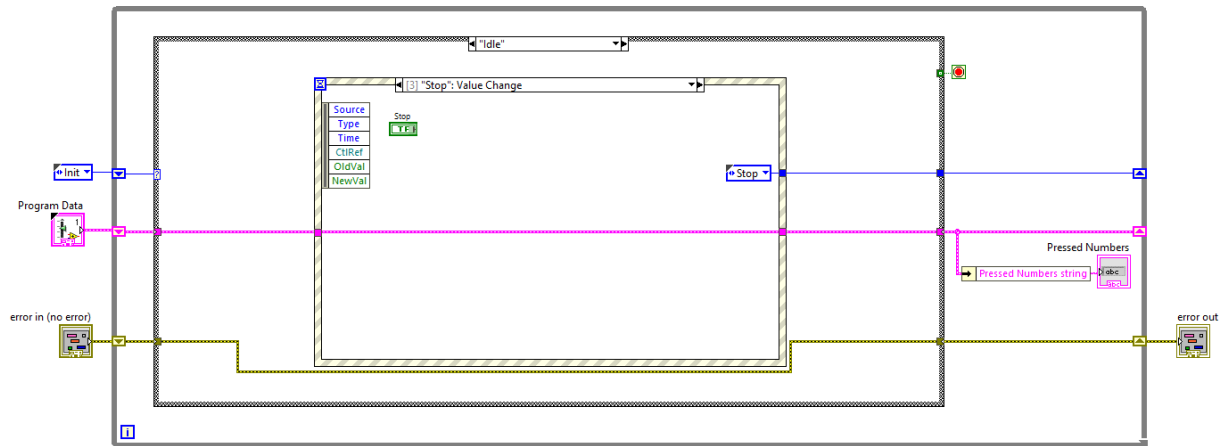 "Idle"
[3] "Stop": Value Change
Source
Type
Time
CtlRef
OldVal
NewVal
Stop
TF
Init
?
Stop
Program Data
1
Pressed Numbers
Pressed Numbers string
abc
abc
error in (no error)
error out
i